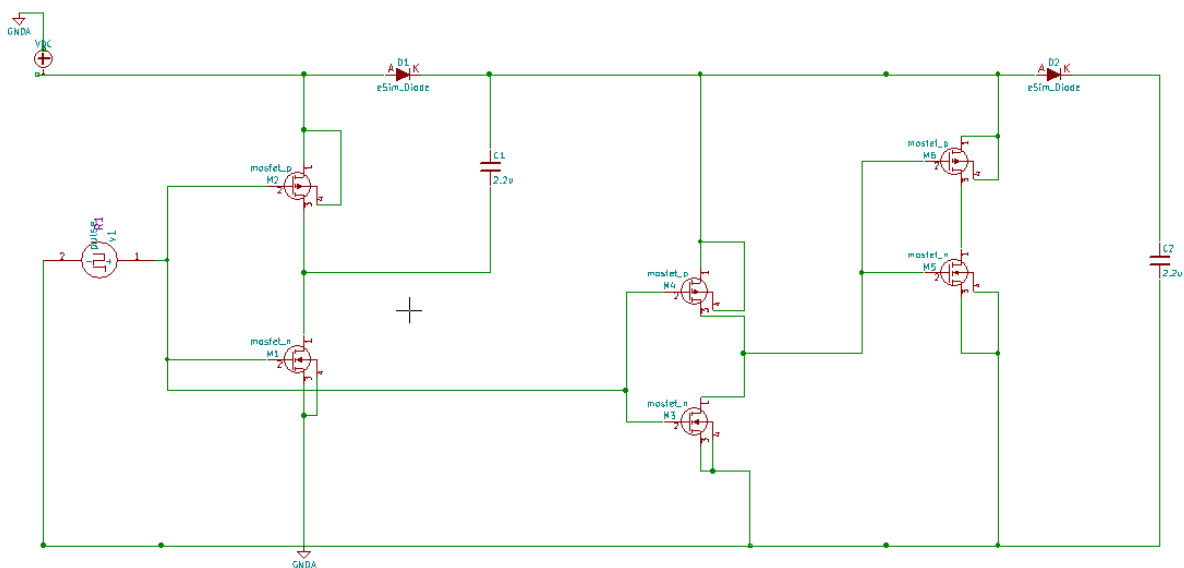 GNDA
VDC
D1
A K
eSim_Diode
D2
A K
eSim_Diode
C1
2.2u
mosfet_p
M2
1
2
3
4
mosfet_p
M6
1
2
3
4
pulse
R1
v1
2
1
- +
mosfet_n
M5
1
2
3
4
C2
2.2u
mosfet_p
M4
1
2
3
4
mosfet_n
M1
1
2
3
4
mosfet_n
M3
1
2
3
4
GNDA